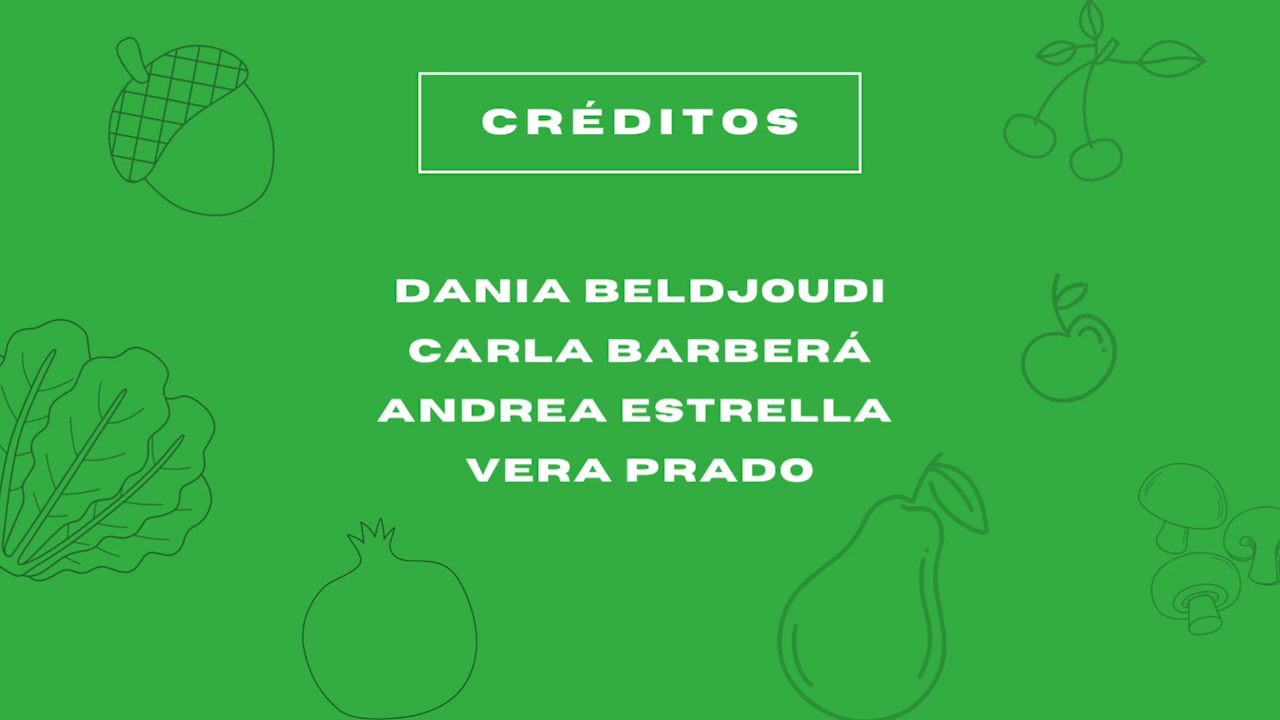 CRÉDITOS
DANIA BELDJOUDI
CARLA BARBERÁ
ANDREA ESTRELLA
VERA PRADO